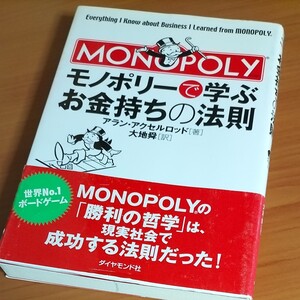 Everything I Know about Business I Learned from MONOPOLY.
MONOPOLY
モノポリーで学ぶ
お金持ちの法則
アラン・アクセルロッド[著]
大地舜[訳]
世界No.1
ボードゲーム
MONOPOLYの
「勝利の哲学」は、
現実社会で
成功する法則だった!
ダイヤモンド社